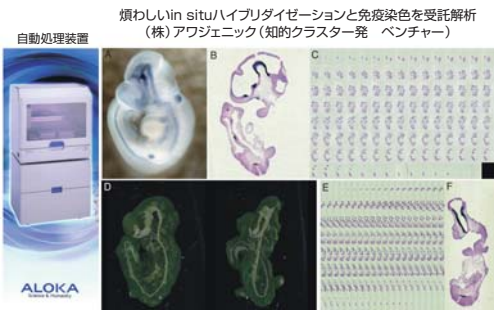 煩わしいin situハイブリダイゼーションと免疫染色を受託解析
(株)アワジェニック(知的クラスター発　ベンチャー)
自動処理装置
A
B
C
D
E
F
ALOKA
Science & Humanity